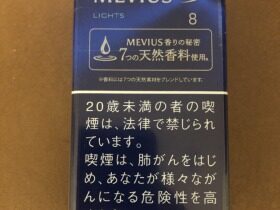 MEVIUS
LIGHTS
8
MEVIUS香りの秘密
7つの天然香料使用。
※香料には7つの天然素材をブレンドしています。
20歳未満の者の喫
煙は、法律で禁じられ
ています。
喫煙は、肺がんをはじ
め、あなたが様々なが
んになる危険性を高